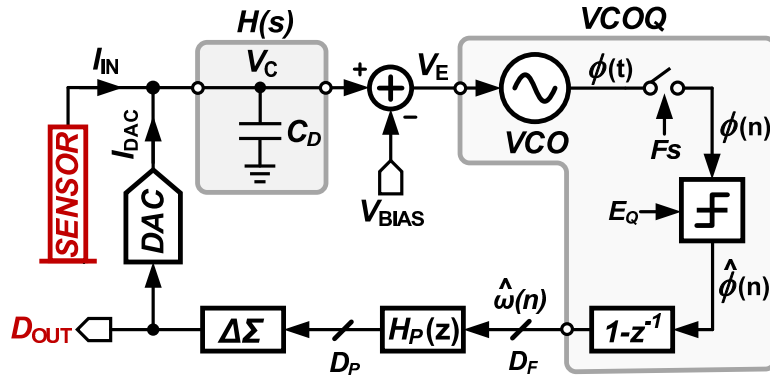 H(s)
VCOQ
I_IN
V_C
V_E
ϕ(t)
+
+
−
I_DAC
C_D
VCO
Fs
ϕ(n)
SENSOR
DAC
V_BIAS
E_Q
ϕ̂(n)
ω̂(n)
D_OUT
ΔΣ
H_P(z)
1-z^-1
D_P
D_F